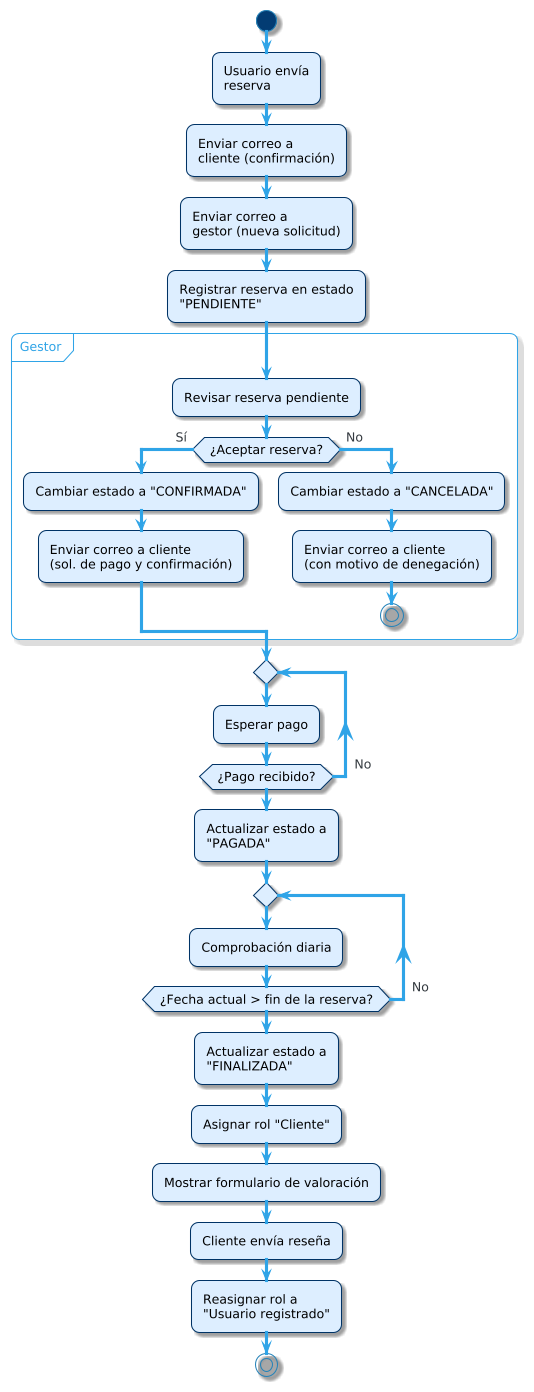 Usuario envía
reserva
Enviar correo a
cliente (confirmación)
Enviar correo a
gestor (nueva solicitud)
Registrar reserva en estado
"PENDIENTE"
Gestor
Revisar reserva pendiente
Sí
¿Aceptar reserva?
No
Cambiar estado a "CONFIRMADA"
Enviar correo a cliente
(sol. de pago y confirmación)
Cambiar estado a "CANCELADA"
Enviar correo a cliente
(con motivo de denegación)
Esperar pago
¿Pago recibido?
No
Actualizar estado a
"PAGADA"
Comprobación diaria
¿Fecha actual > fin de la reserva?
No
Actualizar estado a
"FINALIZADA"
Asignar rol "Cliente"
Mostrar formulario de valoración
Cliente envía reseña
Reasignar rol a
"Usuario registrado"